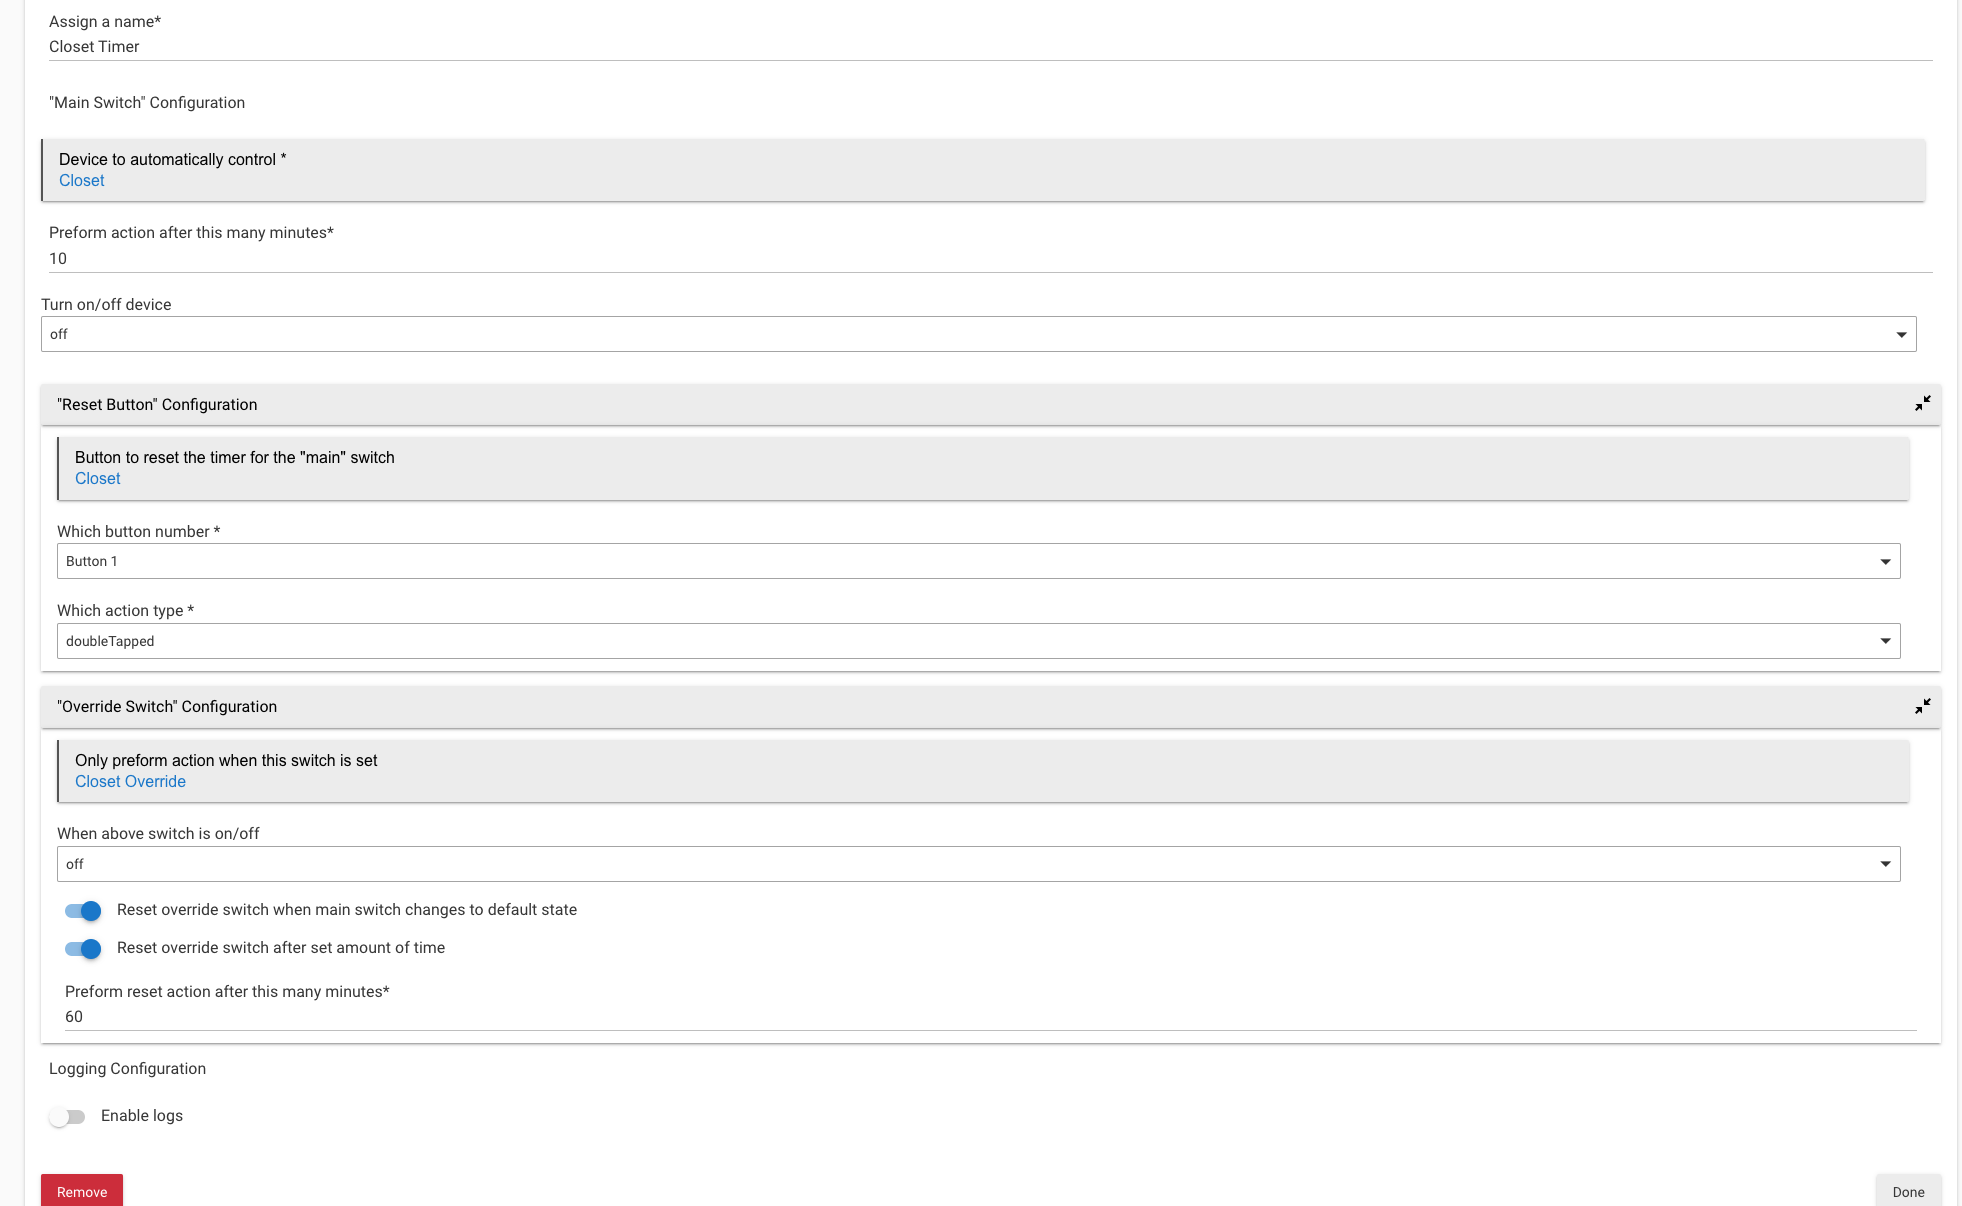 Assign a name*
Closet Timer
"Main Switch" Configuration
Device to automatically control *
Closet
Preform action after this many minutes*
10
Turn on/off device
off
"Reset Button" Configuration
Button to reset the timer for the "main" switch
Closet
Which button number *
Button 1
Which action type *
doubleTapped
"Override Switch" Configuration
Only preform action when this switch is set
Closet Override
When above switch is on/off
off
Reset override switch when main switch changes to default state
Reset override switch after set amount of time
Preform reset action after this many minutes*
60
Logging Configuration
Enable logs
Remove
Done